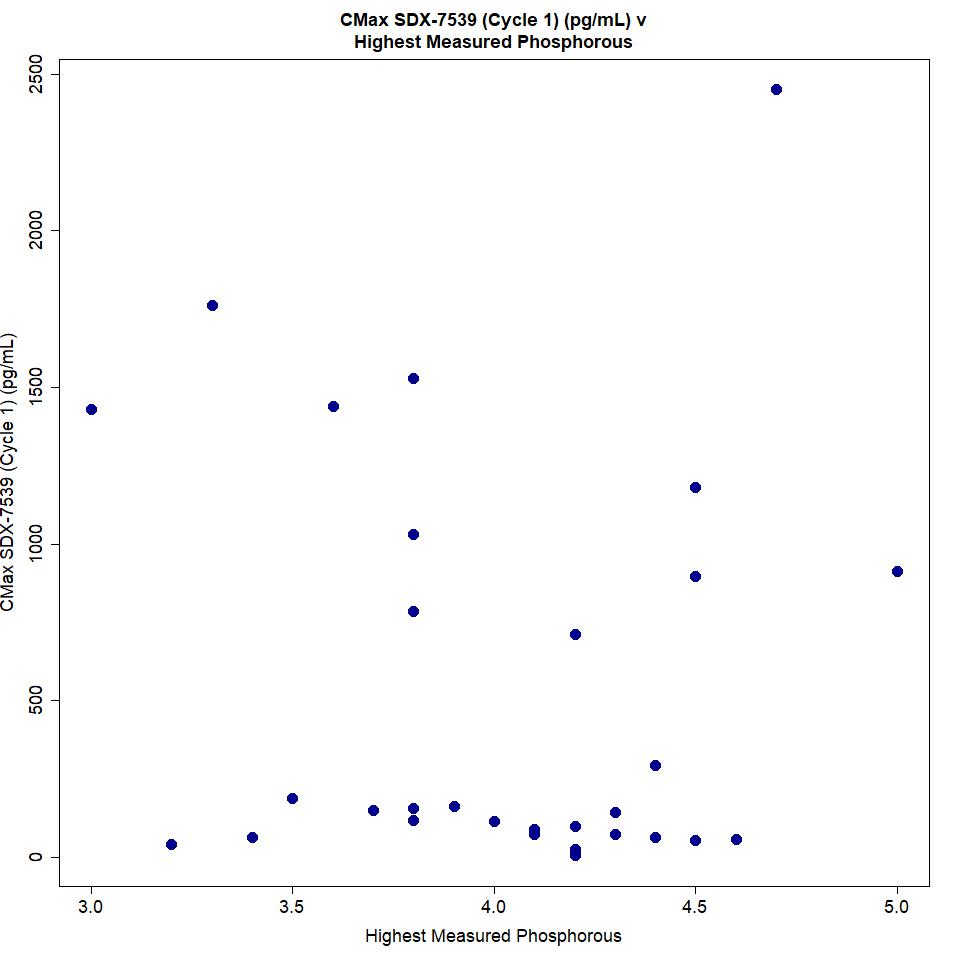 CMax SDX-7539 (Cycle 1) (pg/mL) v
Highest Measured Phosphorous
CMax SDX-7539 (Cycle 1) (pg/mL)
2500
2000
1500
1000
500
0
3.0
3.5
4.0
4.5
5.0
Highest Measured Phosphorous